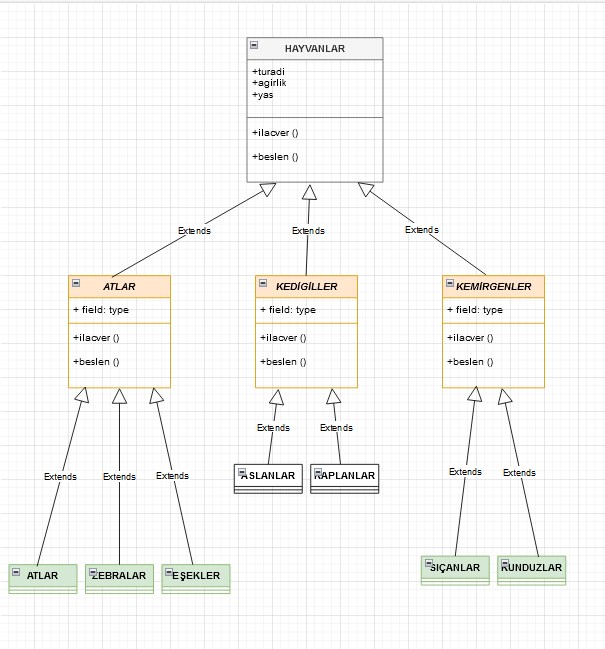 HAYVANLAR
+turadi
+agirlik
+yas
+ilacver ()
+beslen ()
Extends
Extends
Extends
ATLAR
+ field: type
+ilacver ()
+beslen ()
KEDİGİLLER
+ field: type
+ilacver ()
+beslen ()
KEMİRGENLER
+ field: type
+ilacver ()
+beslen ()
Extends
Extends
Extends
Extends
Extends
Extends
Extends
ASLANLAR
KAPLANLAR
ATLAR
ZEBRALAR
EŞEKLER
SIÇANLAR
KUNDUZLAR